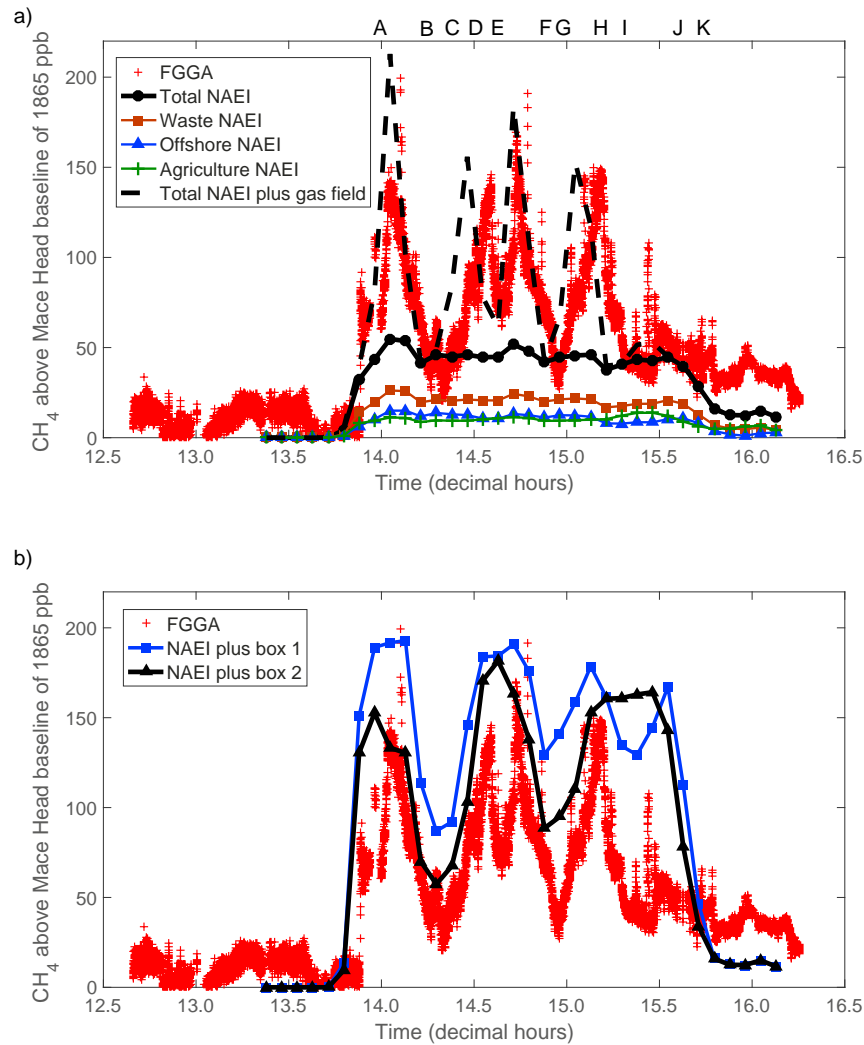 a)
A B C D E F G H I J K
CH4 above Mace Head baseline of 1865 ppb
200
150
100
50
0
FGGA
Total NAEI
Waste NAEI
Offshore NAEI
Agriculture NAEI
Total NAEI plus gas field
12.5 13.0 13.5 14.0 14.5 15.0 15.5 16.0 16.5
Time (decimal hours)
b)
CH4 above Mace Head baseline of 1865 ppb
200
150
100
50
0
FGGA
NAEI plus box 1
NAEI plus box 2
12.5 13.0 13.5 14.0 14.5 15.0 15.5 16.0 16.5
Time (decimal hours)